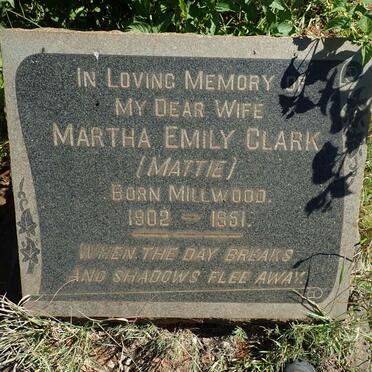 IN LOVING MEMORY OF
MY DEAR WIFE
MARTHA EMILY CLARK
(MATTIE)
BORN MILLWOOD.
1902 — 1951.
WHEN THE DAY BREAKS
AND SHADOWS FLEE AWAY